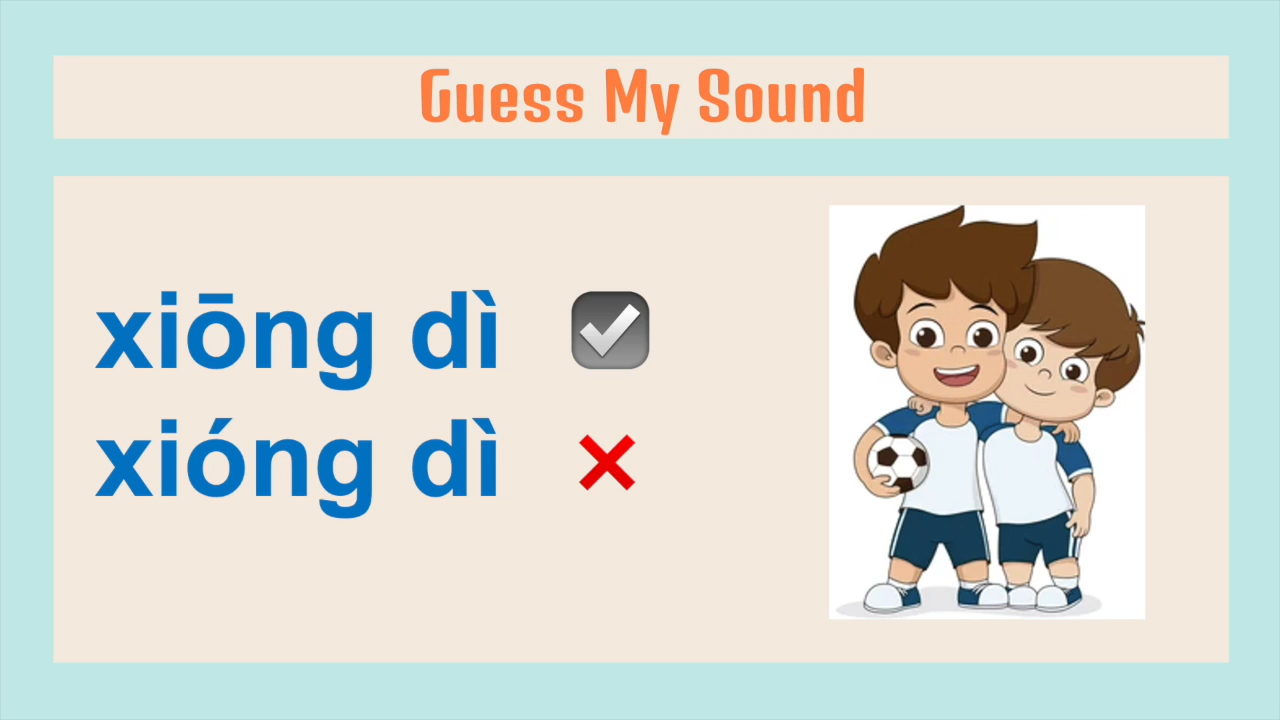 Guess My Sound
xiōng dì ✔
xióng dì ✕